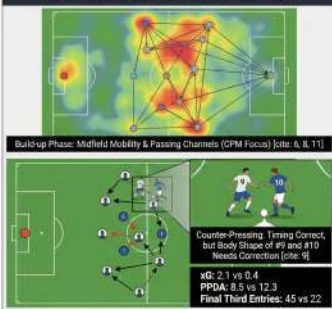 Build-up Phase: Midfield Mobility & Passing Channels (CPM Focus) [cite: 6, 8, 11]
9
10
Counter-Pressing: Timing Correct,
but Body Shape of #9 and #10
Needs Correction [cite: 9]
xG: 2.1 vs 0.4
PPDA: 8.5 vs 12.3
Final Third Entries: 45 vs 22